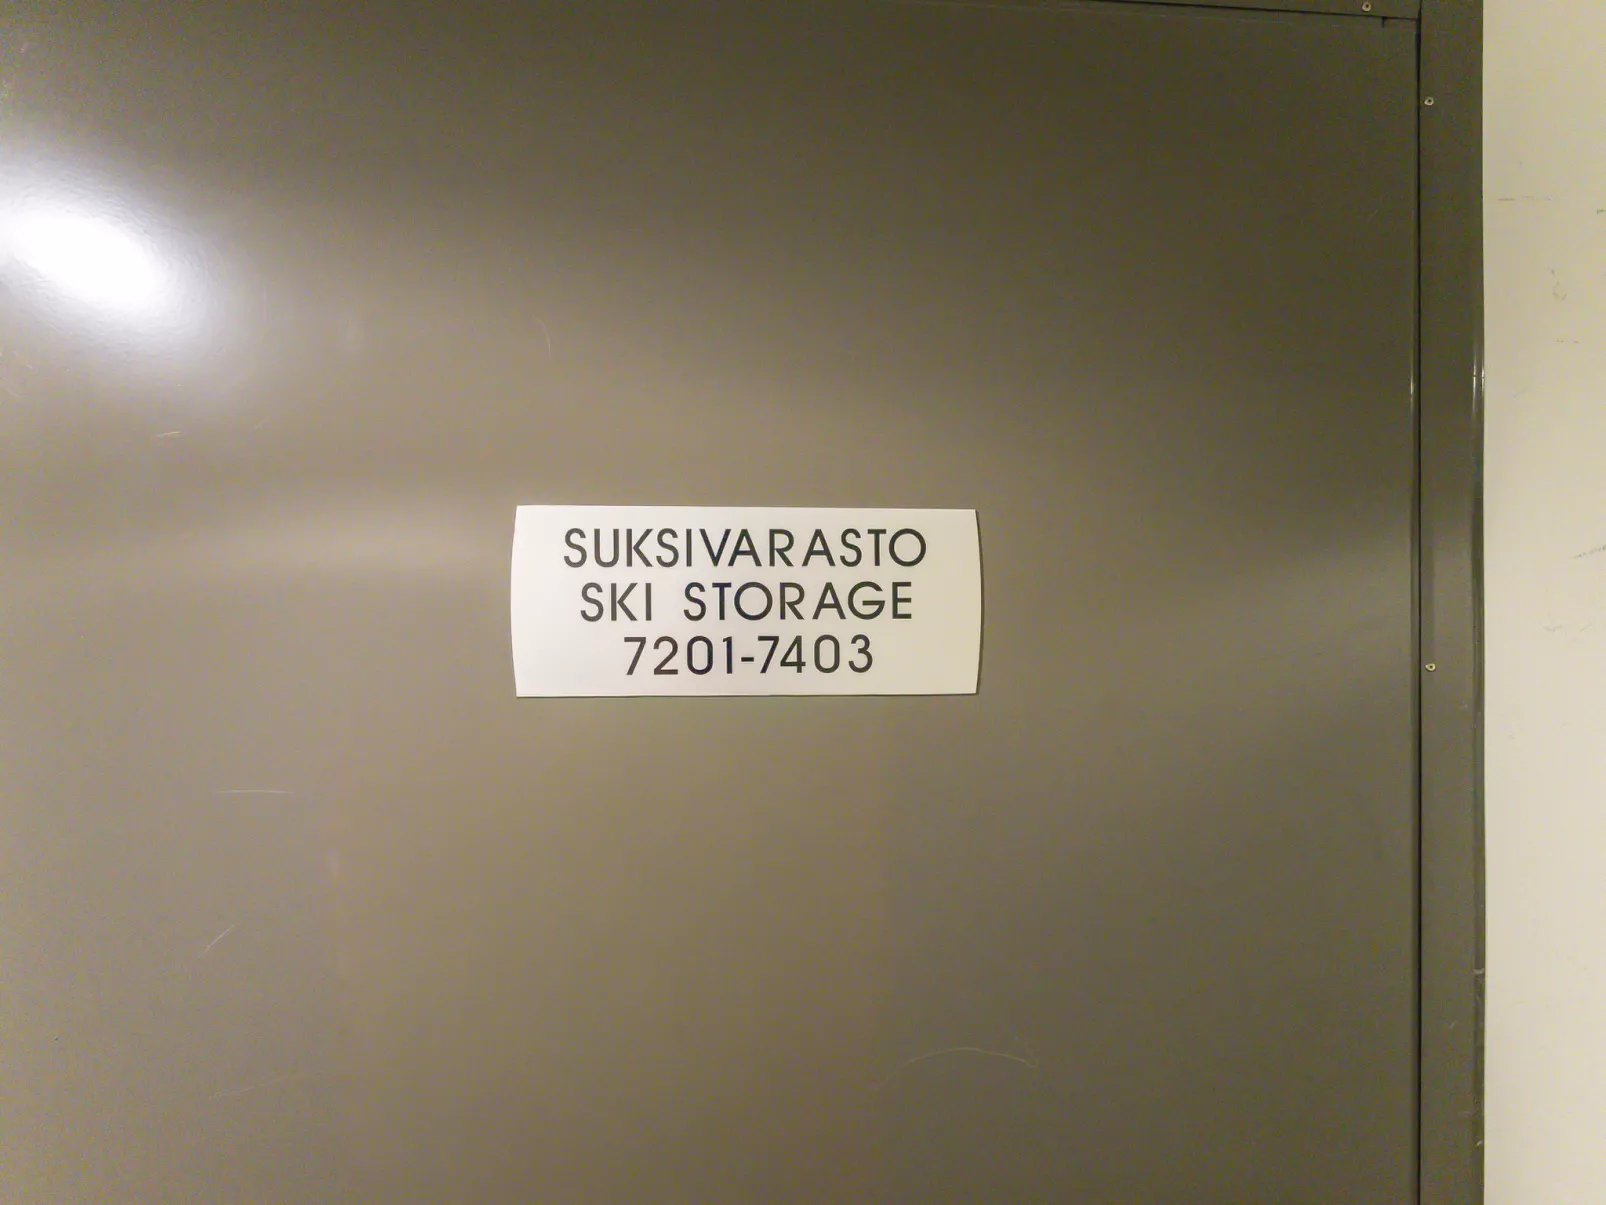 SUKSIVARASTO
SKI STORAGE
7201-7403